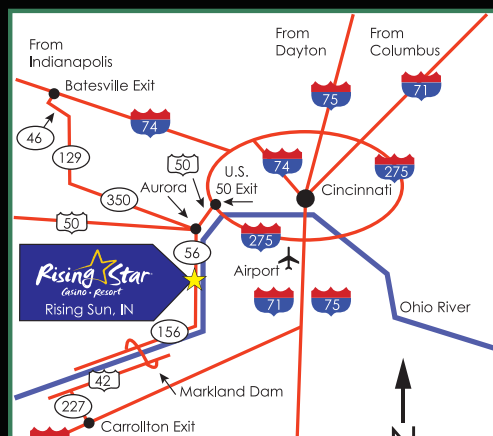 From
Indianapolis
From
Dayton
From
Columbus
Batesville Exit
75
71
46
74
129
50
U.S.
50 Exit
74
275
350
Aurora
Cincinnati
50
56
275
Airport
Rising Star
Casino • Resort
Rising Sun, IN
71
75
Ohio River
156
42
Markland Dam
227
Carrollton Exit